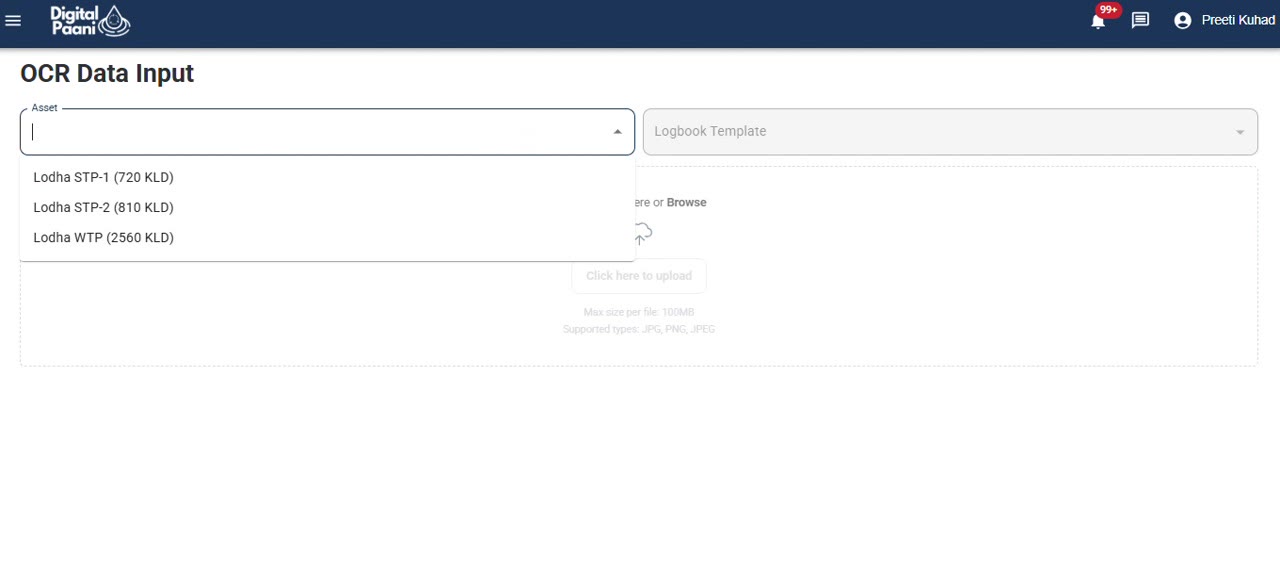 Digital
Paani
99+
Preeti Kuhad
OCR Data Input
Asset
Logbook Template
Lodha STP-1 (720 KLD)
Lodha STP-2 (810 KLD)
Lodha WTP (2560 KLD)
or Browse
Click here to upload
Max size per file: 100MB
Supported types: JPG, PNG, JPEG